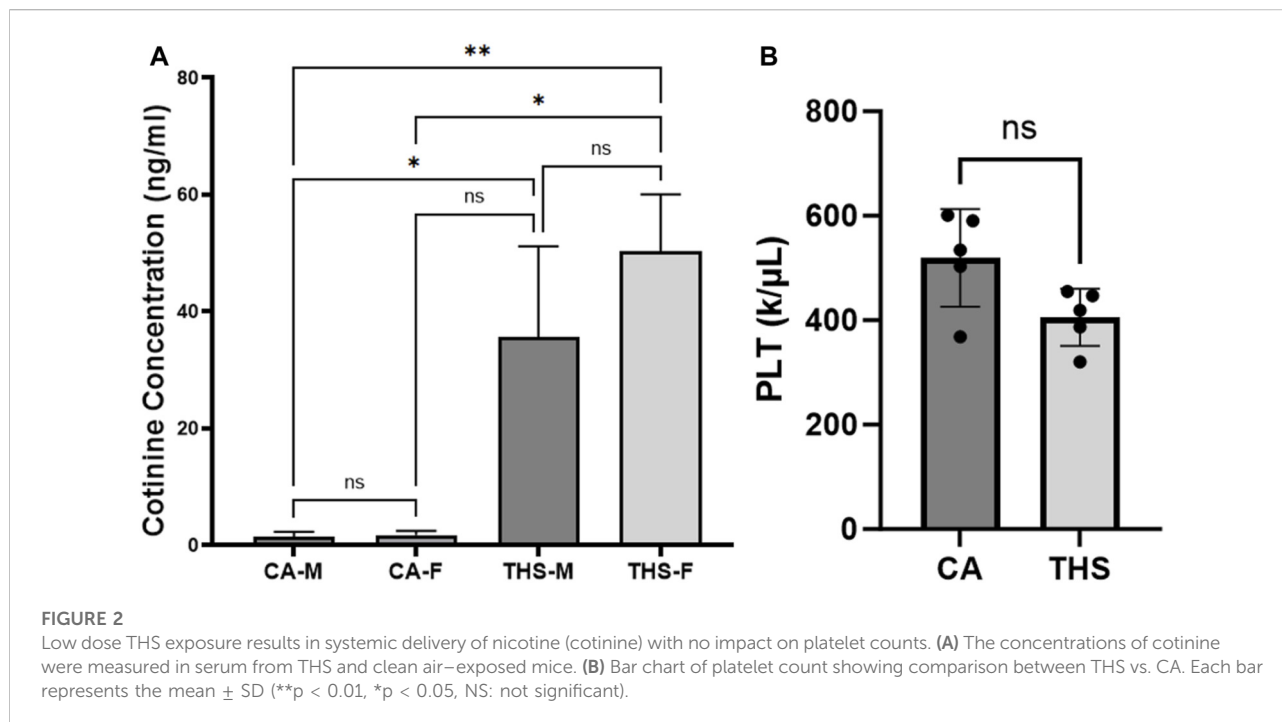 A
Cotinine Concentration (ng/ml)
80
60
40
20
0
**
*
ns
*
ns
ns
CA-M CA-F THS-M THS-F
B
PLT (k/µL)
800
600
400
200
0
ns
CA THS
FIGURE 2
Low dose THS exposure results in systemic delivery of nicotine (cotinine) with no impact on platelet counts. (A) The concentrations of cotinine
were measured in serum from THS and clean air–exposed mice. (B) Bar chart of platelet count showing comparison between THS vs. CA. Each bar
represents the mean ± SD (**p < 0.01, *p < 0.05, NS: not significant).